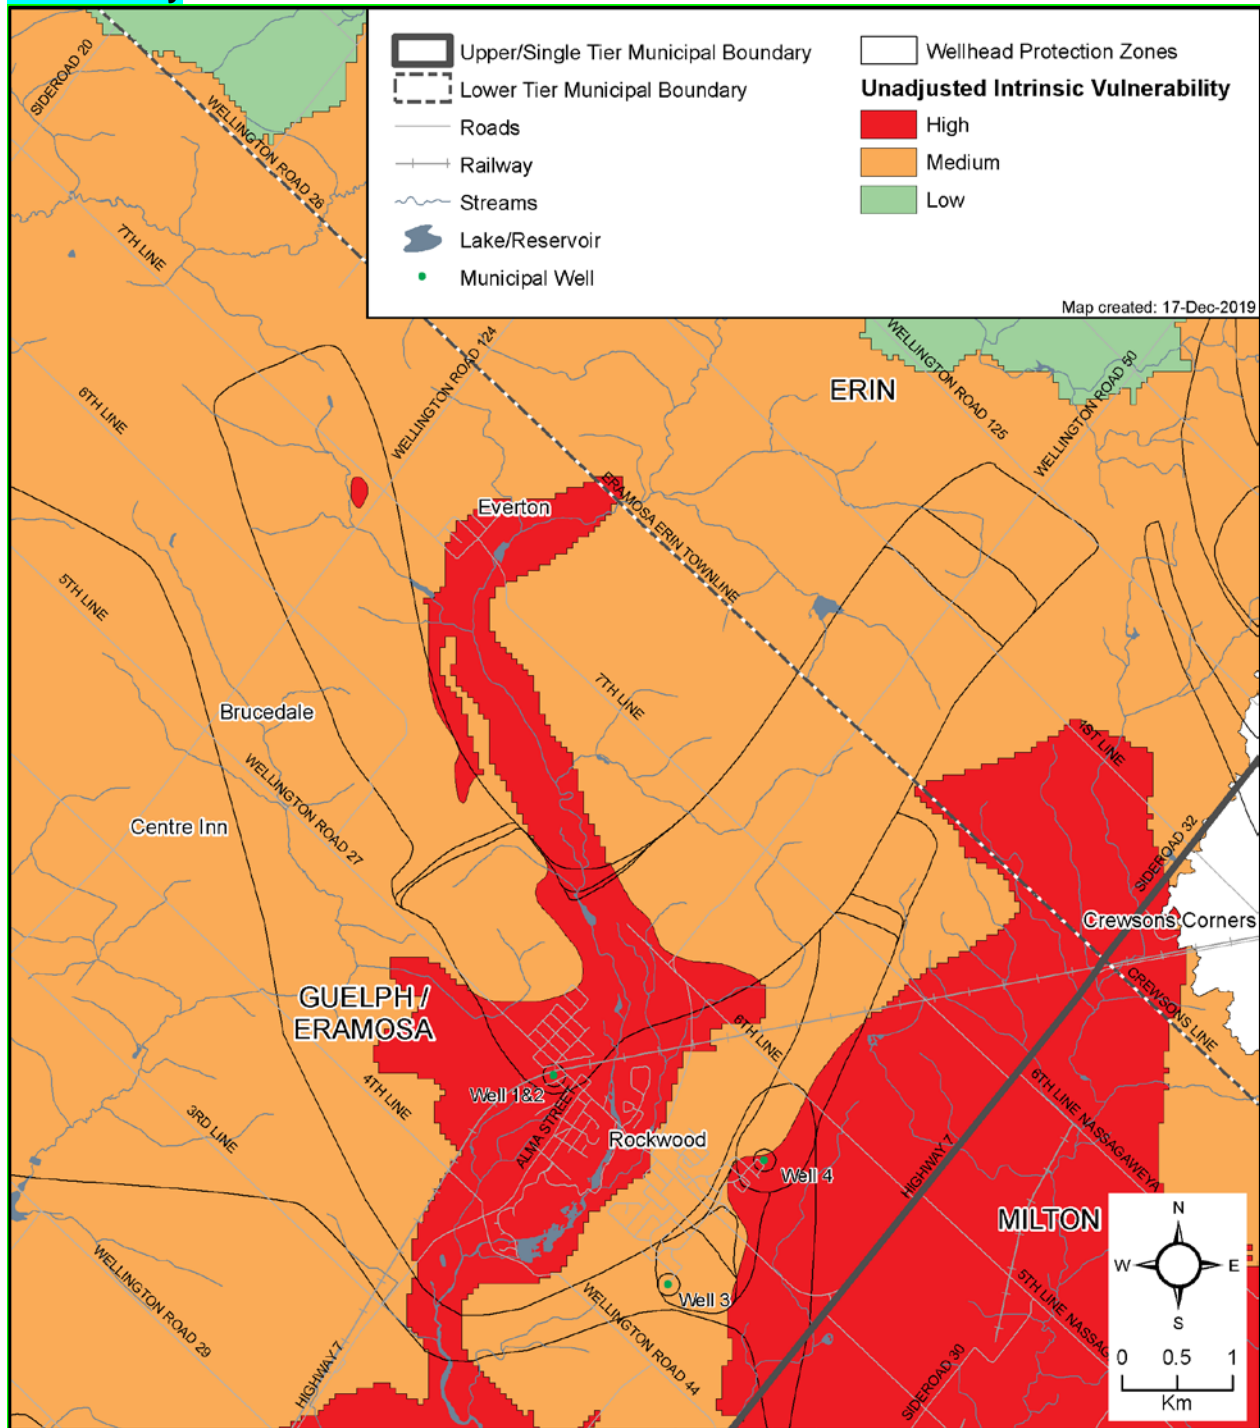 Upper/Single Tier Municipal Boundary
Lower Tier Municipal Boundary
Roads
Railway
Streams
Lake/Reservoir
Municipal Well
Wellhead Protection Zones
Unadjusted Intrinsic Vulnerability
High
Medium
Low
Map created: 17-Dec-2019
SIDEROAD 20
WELLINGTON ROAD 26
7TH LINE
WELLINGTON ROAD 124
6TH LINE
ERIN
WELLINGTON ROAD 125
WELLINGTON ROAD 50
Everton
ERAMOSA ERIN TOWNLINE
5TH LINE
7TH LINE
Brucedale
WELLINGTON ROAD 27
1ST LINE
Centre Inn
SIDEROAD 32
Crewsons Corners
CREWSONS LINE
GUELPH /
ERAMOSA
6TH LINE
4TH LINE
3RD LINE
Well 1&2
ALMA STREET
Rockwood
6TH LINE NASSAGAWEYA
Well 4
HIGHWAY 7
MILTON
WELLINGTON ROAD 29
Well 3
WELLINGTON ROAD 44
5TH LINE NASSAG
HIGHWAY 7
SIDEROAD 30
N
W
E
S
0 0.5 1
Km